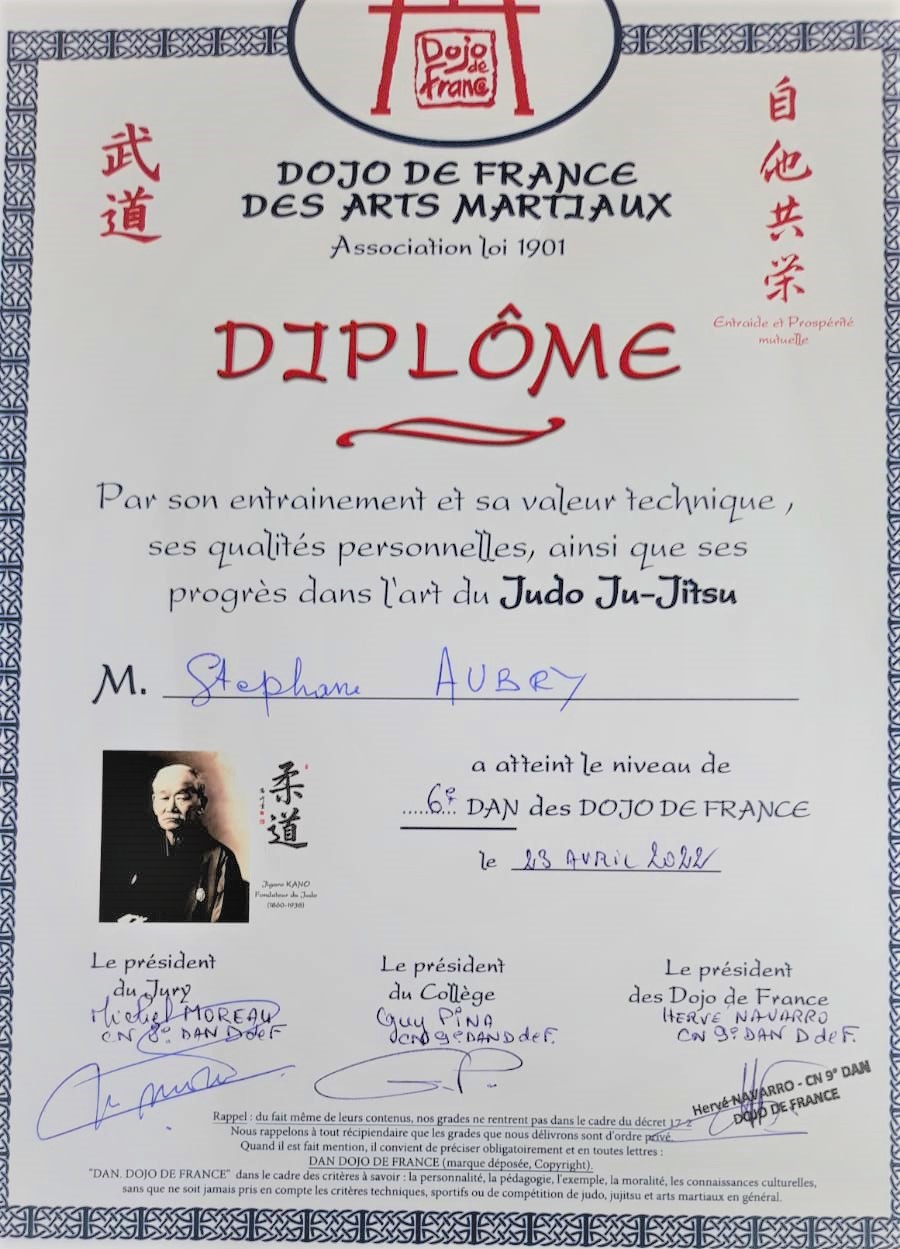 Dojo
de
France
武道
自他共栄
Entraide et Prospérité
mutuelle
DOJO DE FRANCE
DES ARTS MARTIAUX
Association loi 1901
DIPLÔME
Par son entrainement et sa valeur technique ,
ses qualités personnelles, ainsi que ses
progrès dans l'art du Judo Ju-Jitsu
M. Stephane AUBRY
柔道
Jigoro KANO
Fondateur du Judo
(1860-1938)
a atteint le niveau de
....6e.. DAN des DOJO DE FRANCE
le 23 AVRIL 2022
Le président
du Jury
Michel MOREAU
CN 8e DAN D de F
Le président
du Collège
Guy PINA
CN 9e DAN D de F.
Le président
des Dojo de France
HERVE NAVARRO
CN 9e DAN D de F.
Hervé NAVARRO - CN 9° DAN
DOJO DE FRANCE
Rappel : du fait même de leurs contenus, nos grades ne rentrent pas dans le cadre du décret 17-2
Nous rappelons à tout récipiendaire que les grades que nous délivrons sont d'ordre privé.
Quand il est fait mention, il convient de préciser obligatoirement et en toutes lettres :
DAN DOJO DE FRANCE (marque déposée, Copyright).
"DAN. DOJO DE FRANCE" dans le cadre des critères à savoir : la personnalité, la pédagogie, l'exemple, la moralité, les connaissances culturelles,
sans que ne soit jamais pris en compte les critères techniques, sportifs ou de compétition de judo, jujitsu et arts martiaux en général.